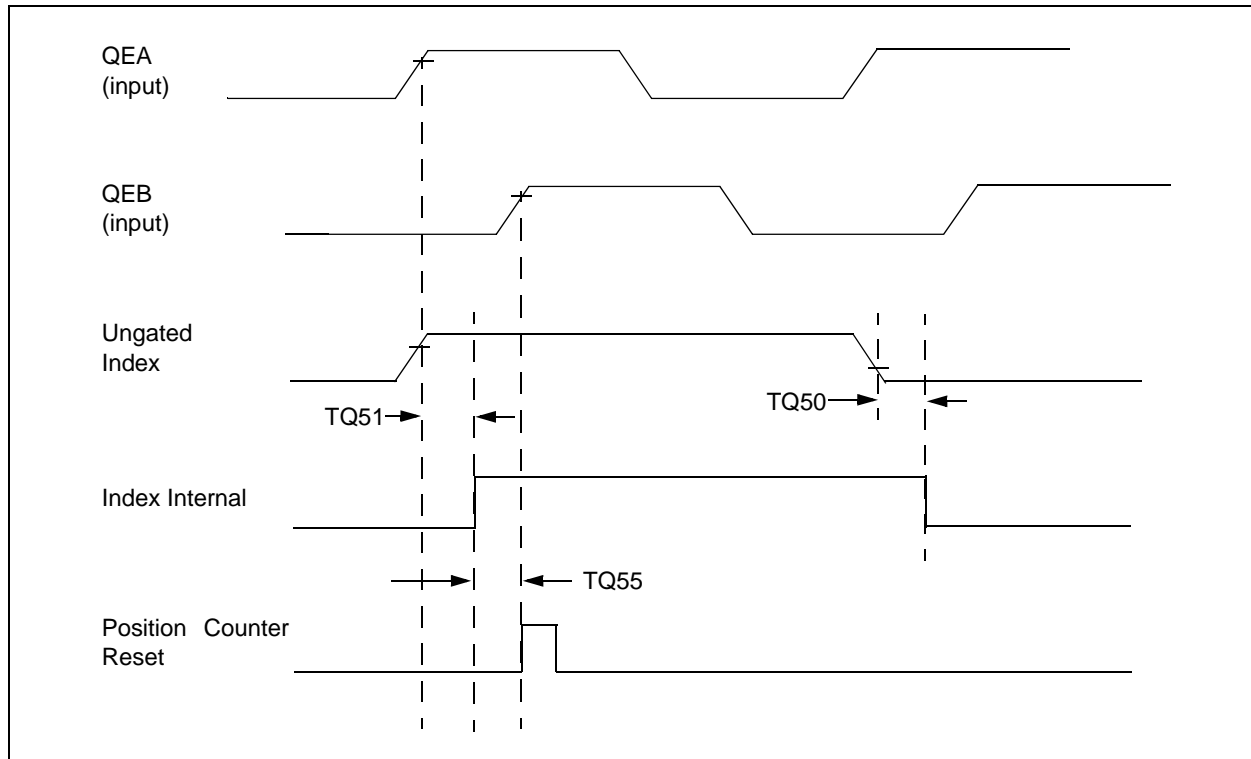 QEA
(input)
QEB
(input)
Ungated
Index
TQ51
TQ50
Index Internal
TQ55
Position Counter
Reset